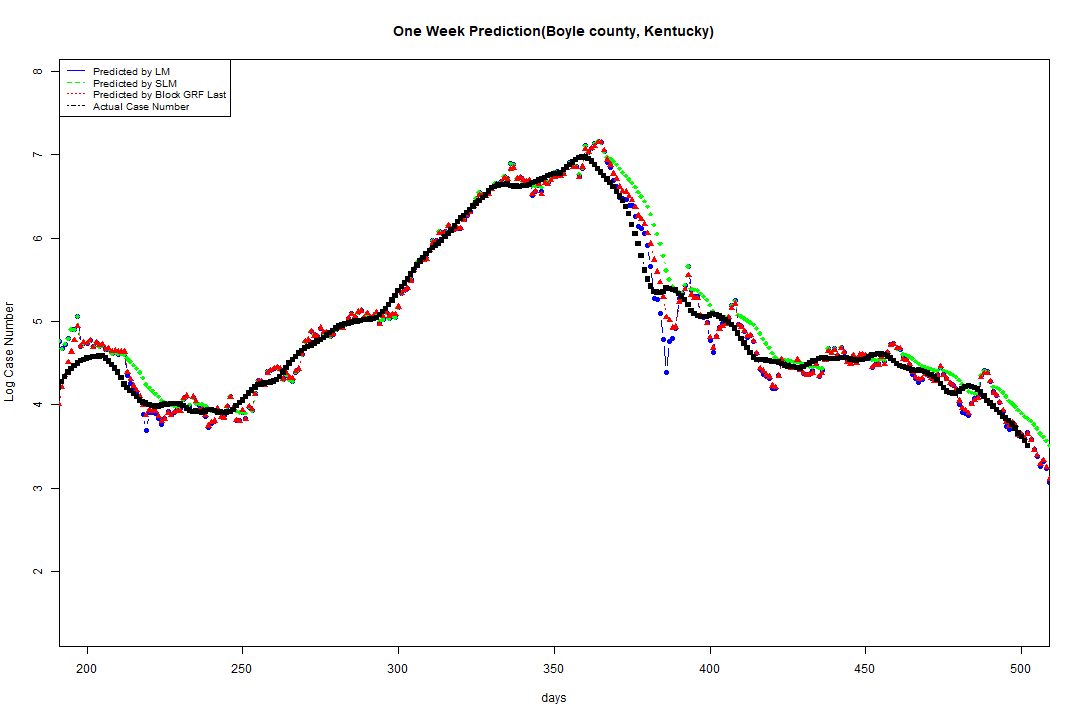 One Week Prediction(Boyle county, Kentucky)
Predicted by LM
Predicted by SLM
Predicted by Block GRF Last
Actual Case Number
Log Case Number
8
7
6
5
4
3
2
200 250 300 350 400 450 500
days